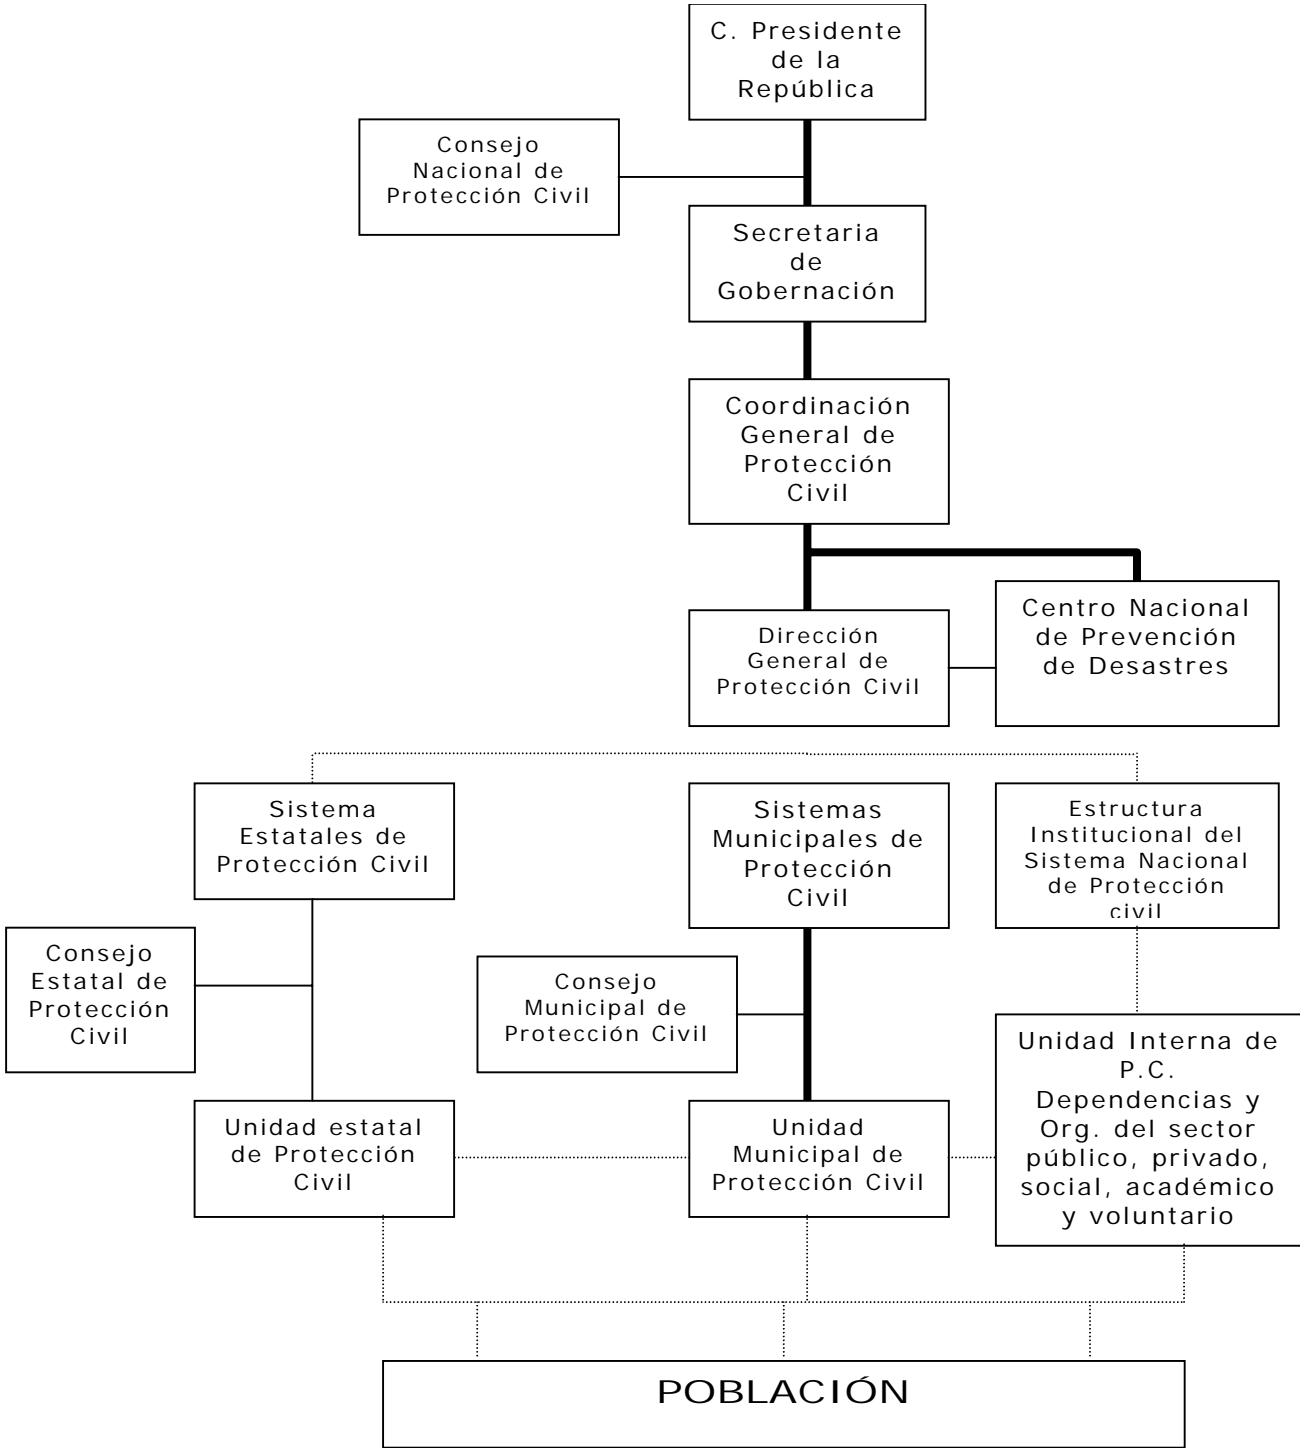 C. Presidente
de la
República
Consejo
Nacional de
Protección Civil
Secretaria
de
Gobernación
Coordinación
General de
Protección
Civil
Dirección
General de
Protección Civil
Centro Nacional
de Prevención
de Desastres
Sistema
Estatales de
Protección Civil
Sistemas
Municipales de
Protección
Civil
Estructura
Institucional del
Sistema Nacional
de Protección
civil
Consejo
Estatal de
Protección
Civil
Consejo
Municipal de
Protección Civil
Unidad estatal
de Protección
Civil
Unidad
Municipal de
Protección Civil
Unidad Interna de
P.C.
Dependencias y
Org. del sector
público, privado,
social, académico
y voluntario
POBLACIÓN